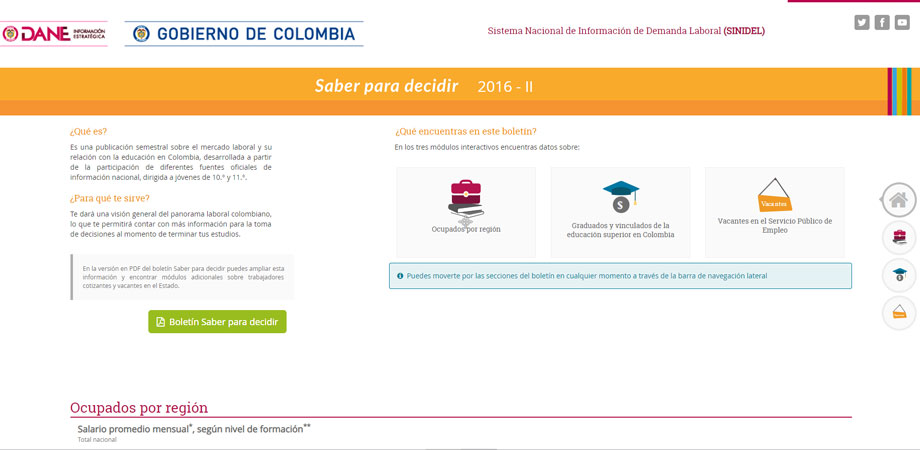 DANE INFORMACIÓN
ESTRATÉGICA
GOBIERNO DE COLOMBIA
Sistema Nacional de Información de Demanda Laboral (SINIDEL)
Saber para decidir 2016 - II
¿Qué es?
Es una publicación semestral sobre el mercado laboral y su
relación con la educación en Colombia, desarrollada a partir
de la participación de diferentes fuentes oficiales de
información nacional, dirigida a jóvenes de 10.º y 11.º.
¿Para qué te sirve?
Te dará una visión general del panorama laboral colombiano,
lo que te permitirá contar con más información para la toma
de decisiones al momento de terminar tus estudios.
En la versión en PDF del boletín Saber para decidir puedes ampliar esta
información y encontrar módulos adicionales sobre trabajadores
cotizantes y vacantes en el Estado.
Boletín Saber para decidir
¿Qué encuentras en este boletín?
En los tres módulos interactivos encuentras datos sobre:
Ocupados por región
$
Graduados y vinculados de la
educación superior en Colombia
Vacantes
Vacantes en el Servicio Público de
Empleo
Puedes moverte por las secciones del boletín en cualquier momento a través de la barra de navegación lateral
Ocupados por región
Salario promedio mensual*, según nivel de formación**
Total nacional